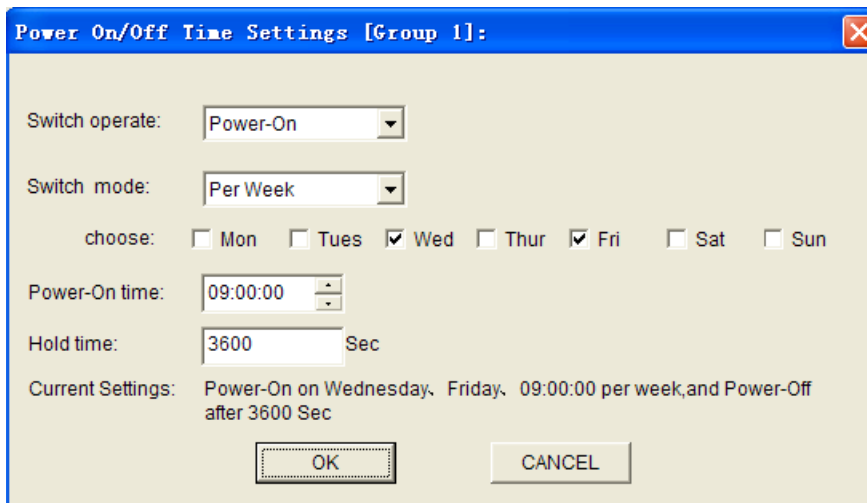 Power On/Off Time Settings [Group 1]:
Switch operate: Power-On
Switch mode: Per Week
choose: Mon Tues Wed Thur Fri Sat Sun
Power-On time: 09:00:00
Hold time: 3600 Sec
Current Settings: Power-On on Wednesday、Friday、09:00:00 per week,and Power-Off
after 3600 Sec
OK CANCEL